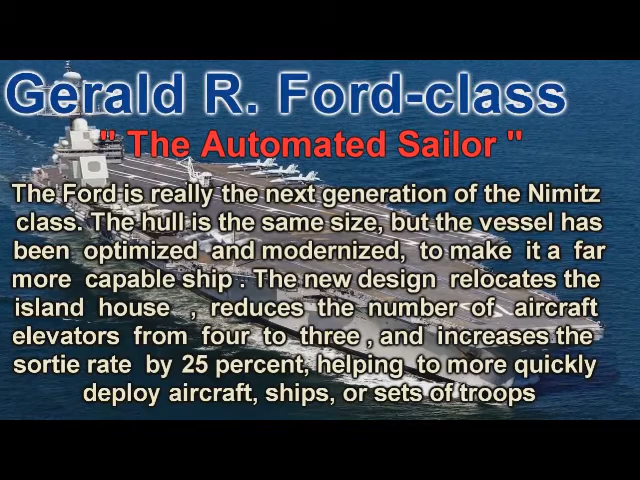 Gerald R. Ford-class
" The Automated Sailor "
The Ford is really the next generation of the Nimitz
class. The hull is the same size, but the vessel has
been optimized and modernized, to make it a far
more capable ship . The new design relocates the
island house , reduces the number of aircraft
elevators from four to three , and increases the
sortie rate by 25 percent, helping to more quickly
deploy aircraft, ships, or sets of troops